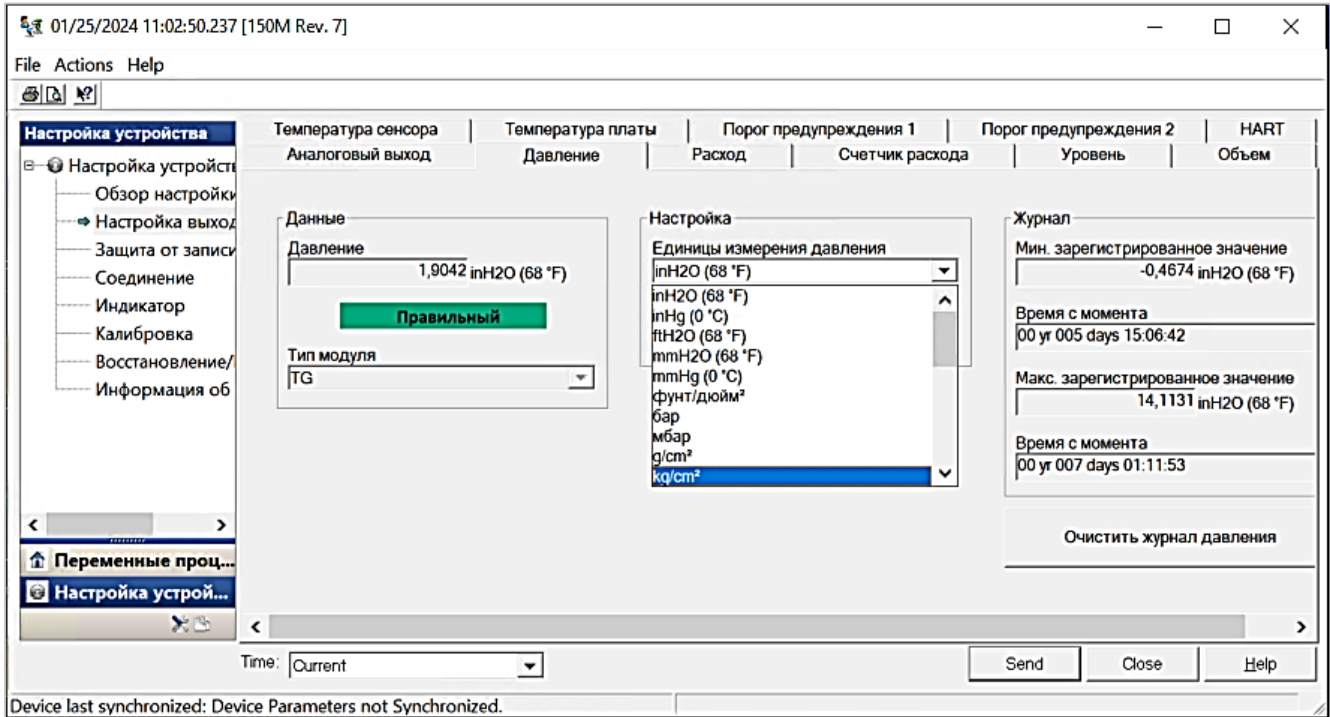 01/25/2024 11:02:50.237 [150M Rev. 7]
File Actions Help
Настройка устройства
Настройка устройств
Обзор настройки
Настройка выход
Защита от записи
Соединение
Индикатор
Калибровка
Восстановление/
Информация об
Переменные проц...
Настройка устрой...
Температура сенсора Температура платы Порог предупреждения 1 Порог предупреждения 2 HART
Аналоговый выход Давление Расход Счетчик расхода Уровень Объем
Данные
Давление
1,9042 inH2O (68 °F)
Правильный
Тип модуля
TG
Настройка
Единицы измерения давления
inH2O (68 °F)
inH2O (68 °F)
inHg (0 °C)
ftH2O (68 °F)
mmH2O (68 °F)
mmHg (0 °C)
фунт/дюйм²
бар
мбар
g/cm²
kg/cm²
Журнал
Мин. зарегистрированное значение
-0,4674 inH2O (68 °F)
Время с момента
00 yr 005 days 15:06:42
Макс. зарегистрированное значение
14,1131 inH2O (68 °F)
Время с момента
00 yr 007 days 01:11:53
Очистить журнал давления
Time: Current
Send Close Help
Device last synchronized: Device Parameters not Synchronized.